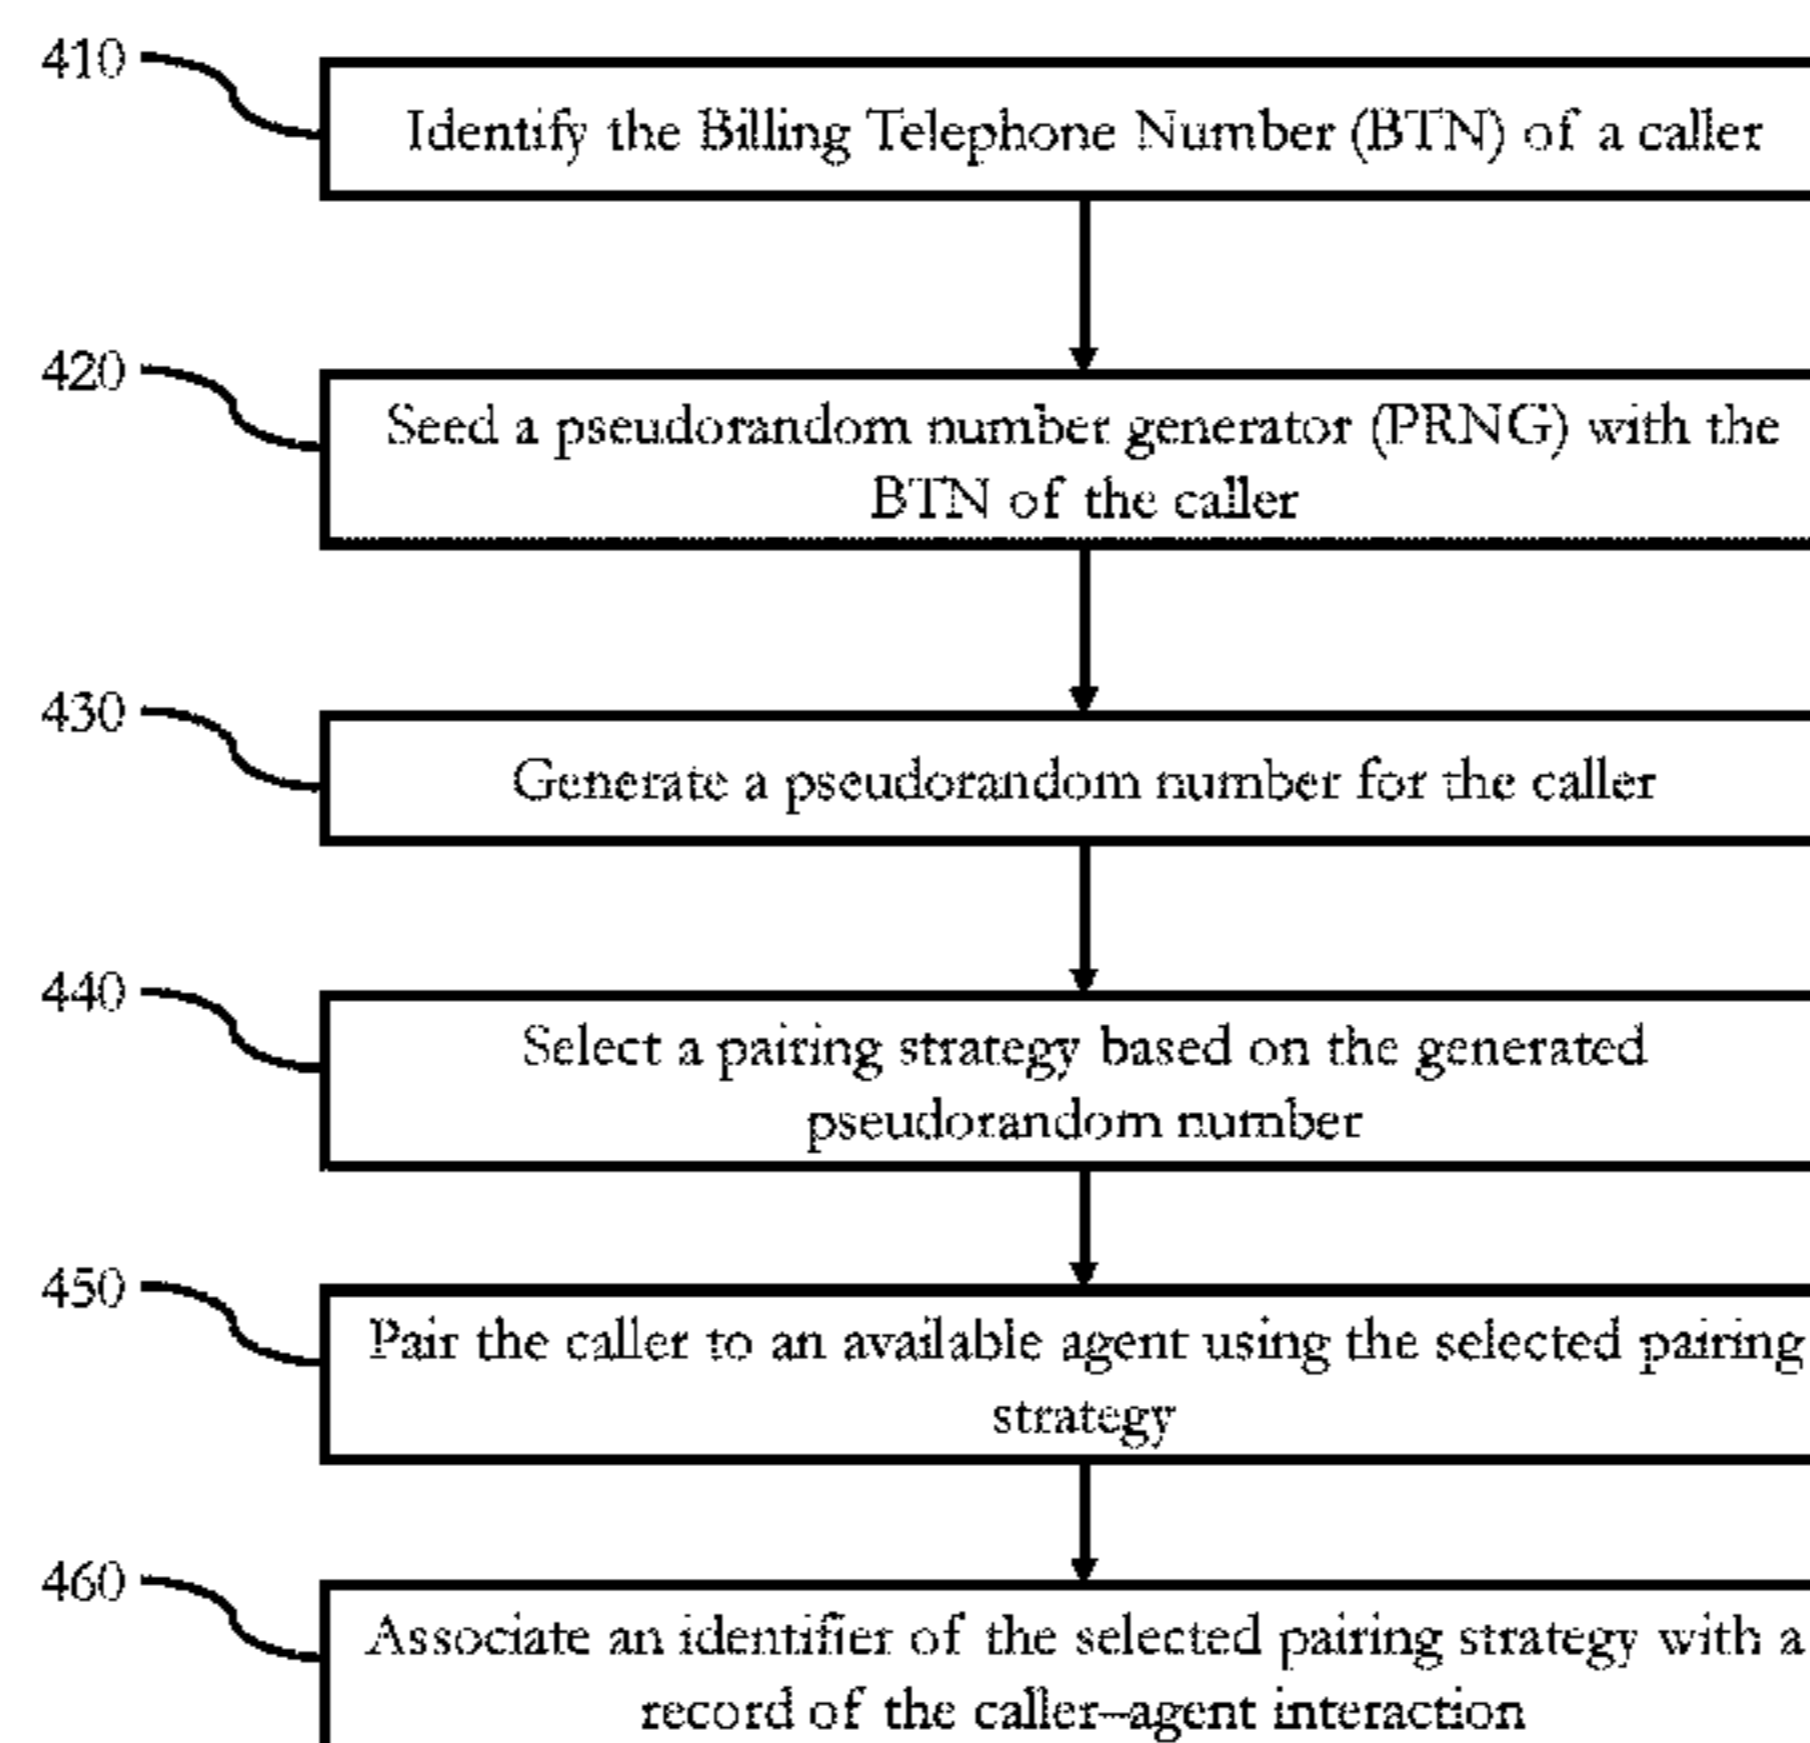 410
Identify the Billing Telephone Number (BTN) of a caller
420
Seed a pseudorandom number generator (PRNG) with the
BTN of the caller
430
Generate a pseudorandom number for the caller
440
Select a pairing strategy based on the generated
pseudorandom number
450
Pair the caller to an available agent using the selected pairing
strategy
460
Associate an identifier of the selected pairing strategy with a
record of the caller–agent interaction